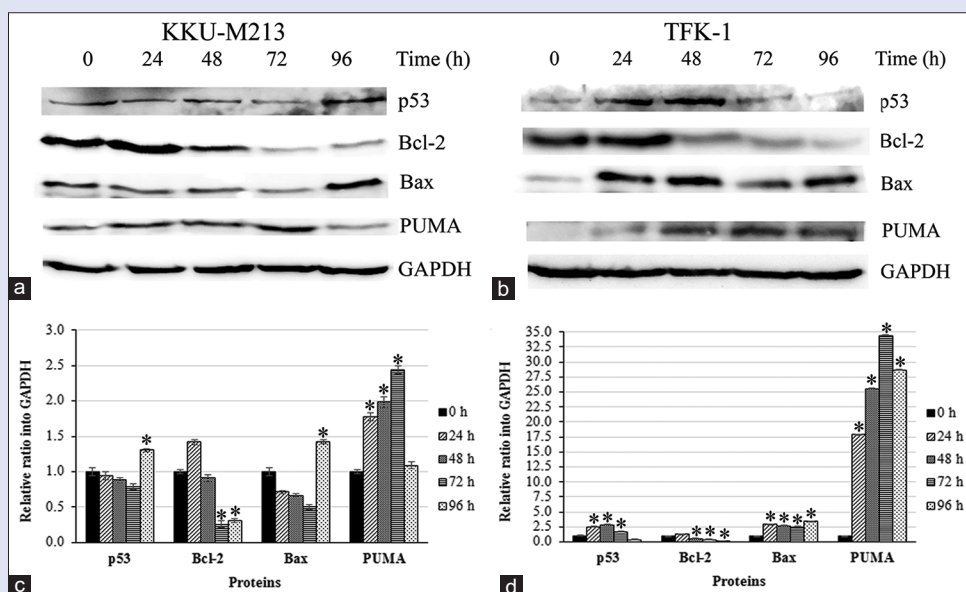 KKU-M213
TFK-1
0 24 48 72 96 Time (h)
0 24 48 72 96 Time (h)
p53
p53
Bcl-2
Bcl-2
Bax
Bax
PUMA
PUMA
GAPDH
GAPDH
a
b
Relative ratio into GAPDH
3.0
2.5
2.0
1.5
1.0
0.5
0.0
* ** * ***
p53 Bcl-2 Bax PUMA
Proteins
0 h
24 h
48 h
72 h
96 h
c
Relative ratio into GAPDH
35.0
32.5
30.0
27.5
25.0
22.5
20.0
17.5
15.0
12.5
10.0
7.5
5.0
2.5
0.0
*** *** **** ****
p53 Bcl-2 Bax PUMA
Proteins
0 h
24 h
48 h
72 h
96 h
d